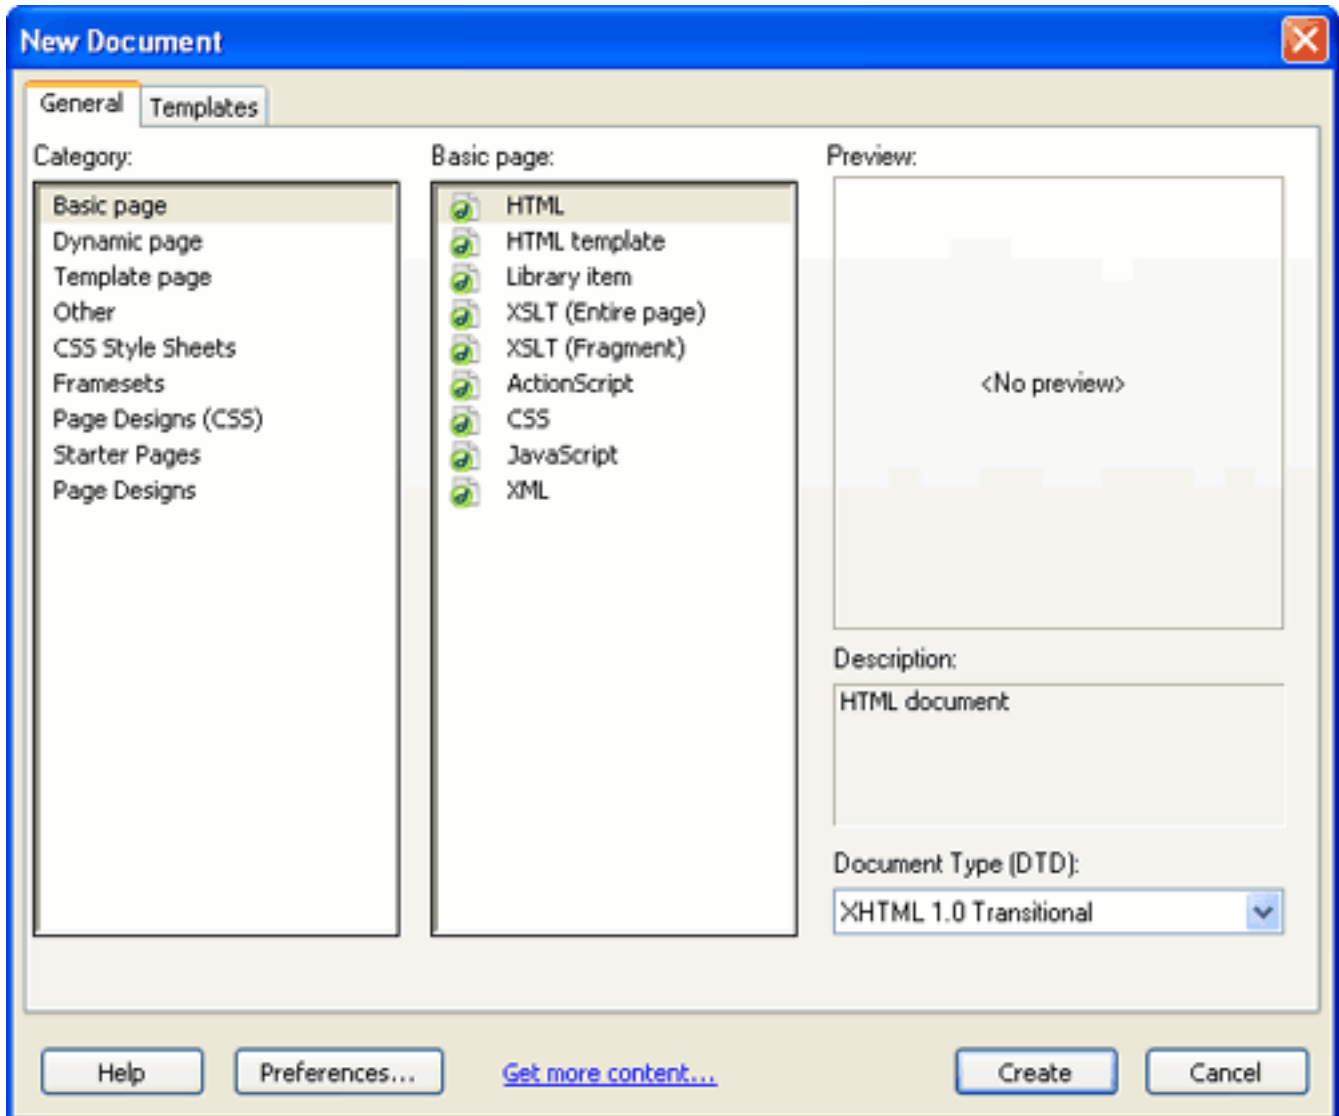 New Document
General
Templates
Category:
Basic page
Dynamic page
Template page
Other
CSS Style Sheets
Framesets
Page Designs (CSS)
Starter Pages
Page Designs
Basic page:
HTML
HTML template
Library item
XSLT (Entire page)
XSLT (Fragment)
ActionScript
CSS
JavaScript
XML
Preview:
<No preview>
Description:
HTML document
Document Type (DTD):
XHTML 1.0 Transitional
Help
Preferences...
Get more content...
Create
Cancel